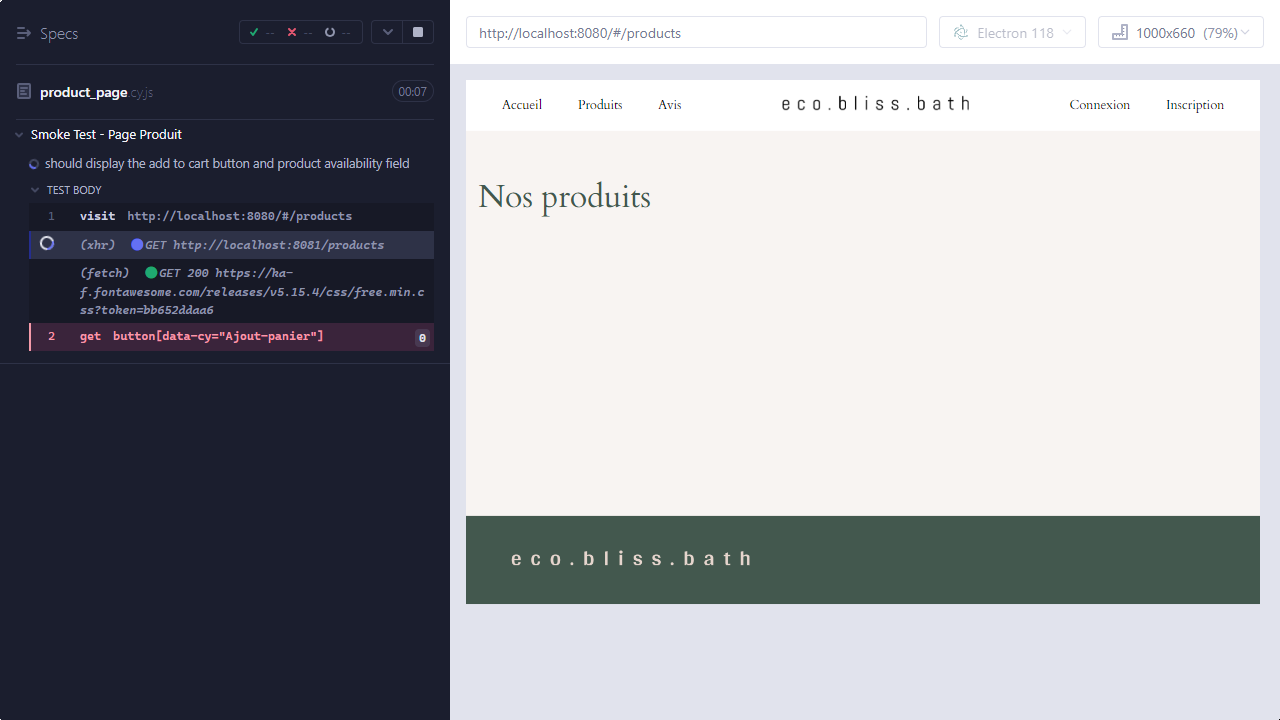 Specs
--
--
--
product_page.cy.js
00:07
Smoke Test - Page Produit
should display the add to cart button and product availability field
TEST BODY
1 visit http://localhost:8080/#/products
(xhr) GET http://localhost:8081/products
(fetch) GET 200 https://ka-
f.fontawesome.com/releases/v5.15.4/css/free.min.c
ss?token=bb652ddaa6
2 get button[data-cy="Ajout-panier"] 0
http://localhost:8080/#/products
Electron 118
1000x660 (79%)
Accueil Produits Avis eco.bliss.bath Connexion Inscription
Nos produits
eco.bliss.bath